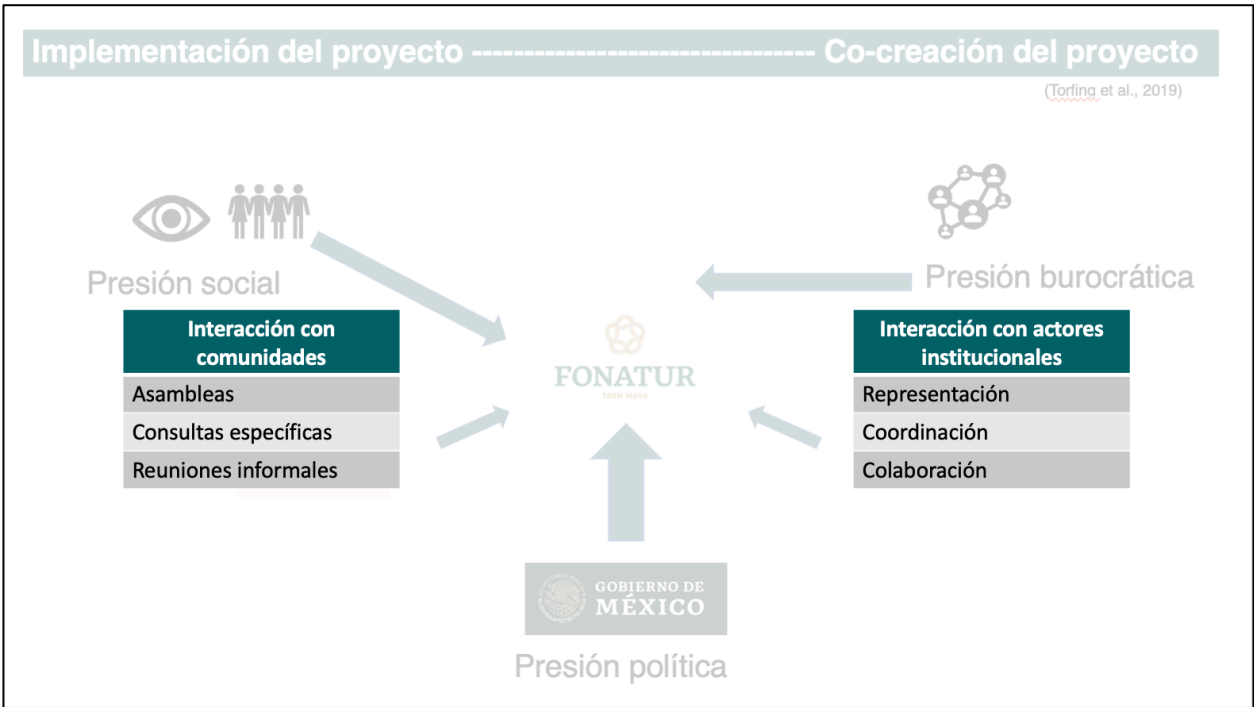 Implementación del proyecto --------------------------------- Co-creación del proyecto
(Torfing et al., 2019)
Presión social
Interacción con
comunidades
Asambleas
Consultas específicas
Reuniones informales
FONATUR
TREN MAYA
Presión burocrática
Interacción con actores
institucionales
Representación
Coordinación
Colaboración
GOBIERNO DE
MÉXICO
Presión política